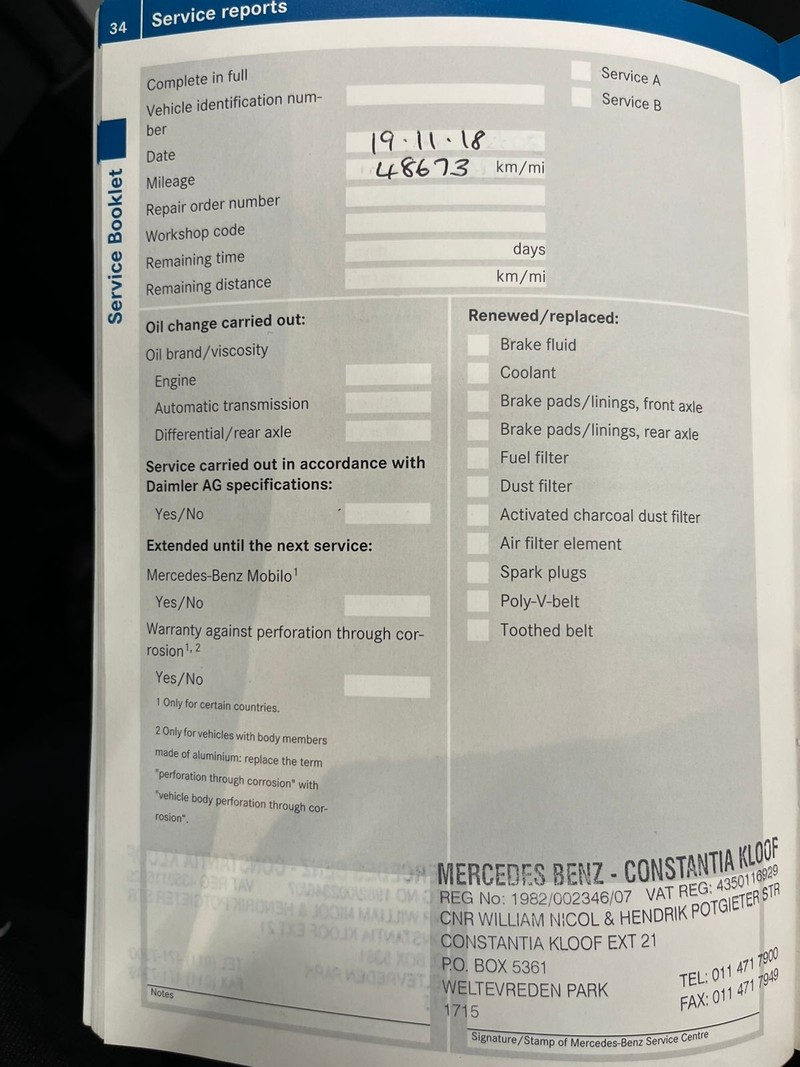 34
Service reports
Service Booklet
Complete in full
Service A
Vehicle identification num-
ber
Service B
Date 19·11·18
Mileage 48673 km/mi
Repair order number
Workshop code
Remaining time days
Remaining distance km/mi
Oil change carried out:
Oil brand/viscosity
Engine
Automatic transmission
Differential/rear axle
Service carried out in accordance with
Daimler AG specifications:
Yes/No
Extended until the next service:
Mercedes-Benz Mobilo¹
Yes/No
Warranty against perforation through cor-
rosion¹˒ ²
Yes/No
1 Only for certain countries.
2 Only for vehicles with body members
made of aluminium: replace the term
"perforation through corrosion" with
"vehicle body perforation through cor-
rosion".
Notes
Renewed/replaced:
Brake fluid
Coolant
Brake pads/linings, front axle
Brake pads/linings, rear axle
Fuel filter
Dust filter
Activated charcoal dust filter
Air filter element
Spark plugs
Poly-V-belt
Toothed belt
MERCEDES BENZ - CONSTANTIA KLOOF
REG No: 1982/002346/07 VAT REG: 4350116929
CNR WILLIAM NICOL & HENDRIK POTGIETER STR
CONSTANTIA KLOOF EXT 21
P.O. BOX 5361
WELTEVREDEN PARK TEL: 011 471 7900
1715 FAX: 011 471 7949
Signature/Stamp of Mercedes-Benz Service Centre